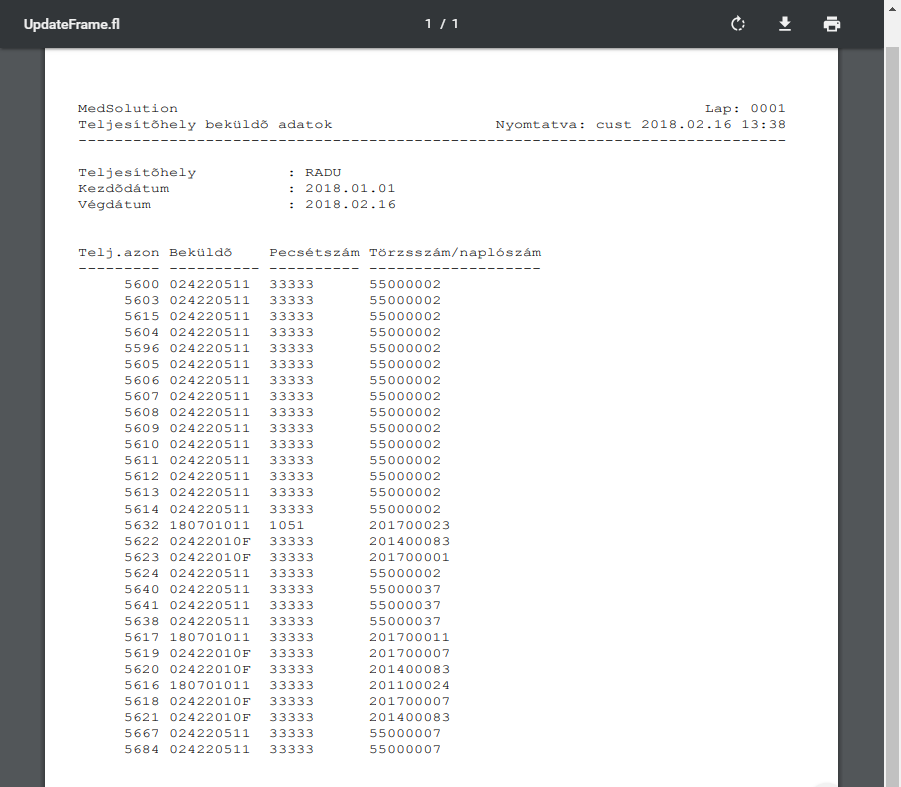 UpdateFrame.fl 1 / 1
MedSolution Lap: 0001
Teljesítõhely beküldõ adatok Nyomtatva: cust 2018.02.16 13:38
-------------------------------------------------------------------------------
Teljesítõhely : RADU
Kezdõdátum : 2018.01.01
Végdátum : 2018.02.16
Telj.azon Beküldõ Pecsétszám Törzsszám/naplószám
--------- ---------- ---------- -------------------
5600 024220511 33333 55000002
5603 024220511 33333 55000002
5615 024220511 33333 55000002
5604 024220511 33333 55000002
5596 024220511 33333 55000002
5605 024220511 33333 55000002
5606 024220511 33333 55000002
5607 024220511 33333 55000002
5608 024220511 33333 55000002
5609 024220511 33333 55000002
5610 024220511 33333 55000002
5611 024220511 33333 55000002
5612 024220511 33333 55000002
5613 024220511 33333 55000002
5614 024220511 33333 55000002
5632 180701011 1051 201700023
5622 02422010F 33333 201400083
5623 02422010F 33333 201700001
5624 024220511 33333 55000002
5640 024220511 33333 55000037
5641 024220511 33333 55000037
5638 024220511 33333 55000037
5617 180701011 33333 201700011
5619 02422010F 33333 201700007
5620 02422010F 33333 201400083
5616 180701011 33333 201100024
5618 02422010F 33333 201700007
5621 02422010F 33333 201400083
5667 024220511 33333 55000007
5684 024220511 33333 55000007